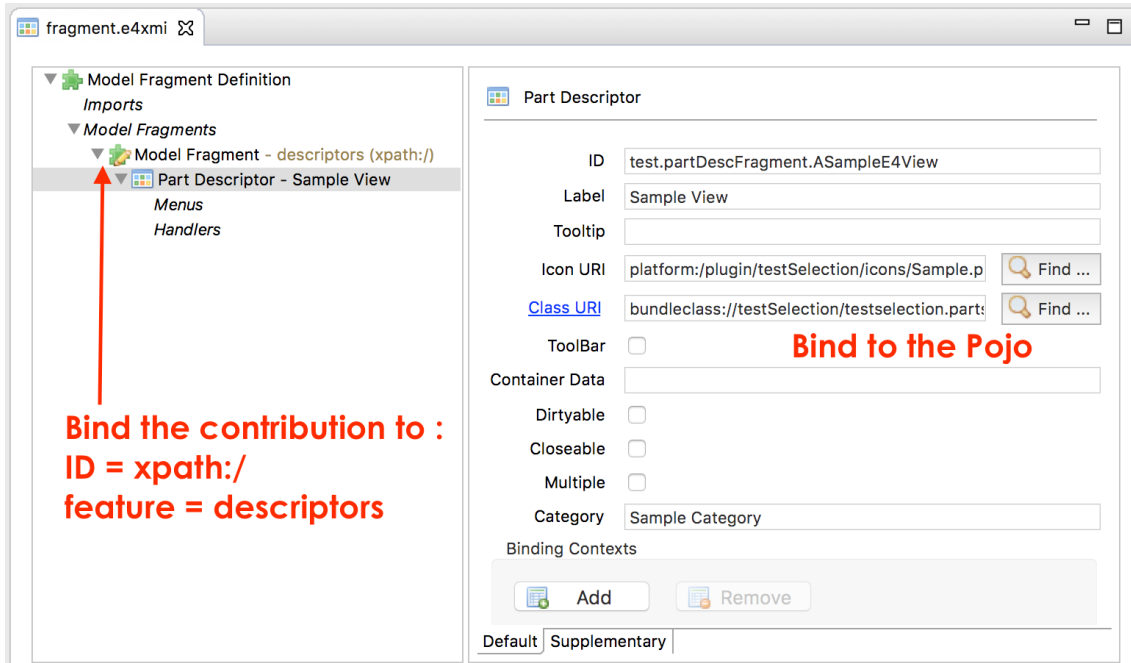 fragment.e4xmi
Model Fragment Definition
Imports
Model Fragments
Model Fragment - descriptors (xpath:/)
Part Descriptor - Sample View
Menus
Handlers
Bind the contribution to :
ID = xpath:/
feature = descriptors
Part Descriptor
ID test.partDescFragment.ASampleE4View
Label Sample View
Tooltip
Icon URI platform:/plugin/testSelection/icons/Sample.p Find ...
Class URI bundleclass://testSelection/testselection.parts Find ...
ToolBar
Bind to the Pojo
Container Data
Dirtyable
Closeable
Multiple
Category Sample Category
Binding Contexts
Add Remove
Default Supplementary